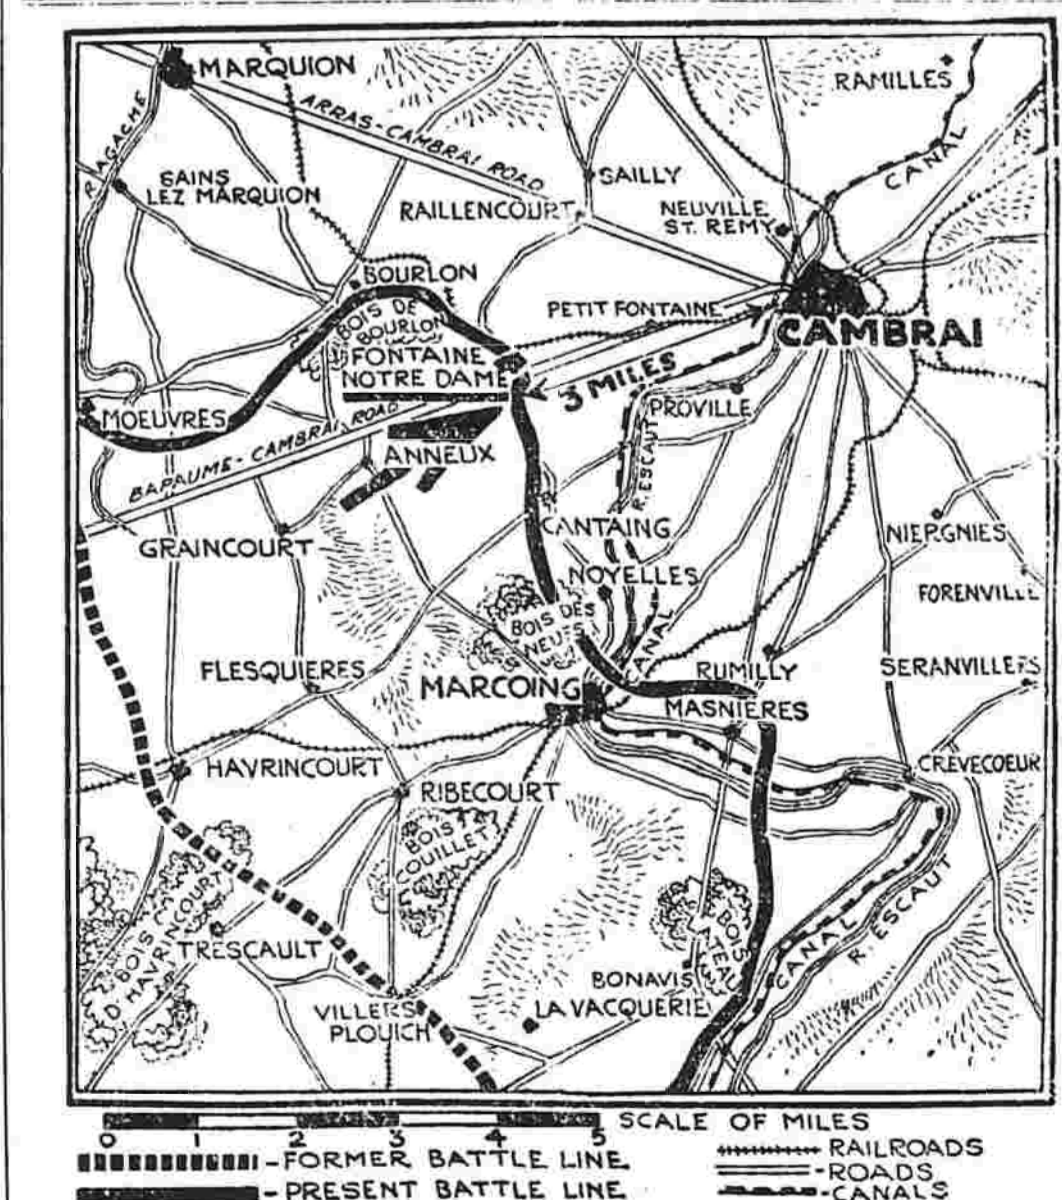 MARQUION
RAMILLES
ARRAS-CAMBRAI ROAD
R. AGACHE
CANAL
SAINS
LEZ MARQUION
SAILLY
RAILLENCOURT
NEUVILLE
ST. REMY
BOURLON
BOIS DE
BOURLON
PETIT FONTAINE
CAMBRAI
FONTAINE
NOTRE DAME
3 MILES
MOEUVRES
PROVILLE
BAPAUME-CAMBRAI ROAD
ANNEUX
R. ESCAUT
CANTAING
GRAINCOURT
NIERGNIES
NOYELLES
FORENVILLE
BOIS DES
NEUFS
CANAL
FLESQUIERES
RUMILLY
SERANVILLERS
MARCOING
MASNIERES
HAVRINCOURT
CREVECOEUR
RIBECOURT
BOIS
COUILLET
BOIS
D'HAVRINCOURT
TRESCAULT
BOIS
LATEAU
CANAL
R. ESCAUT
BONAVIS
VILLERS
PLOUICH
LA VACQUERIE
0 1 2 3 4 5 SCALE OF MILES
-FORMER BATTLE LINE.
-PRESENT BATTLE LINE
-RAILROADS
-ROADS
-CANALS